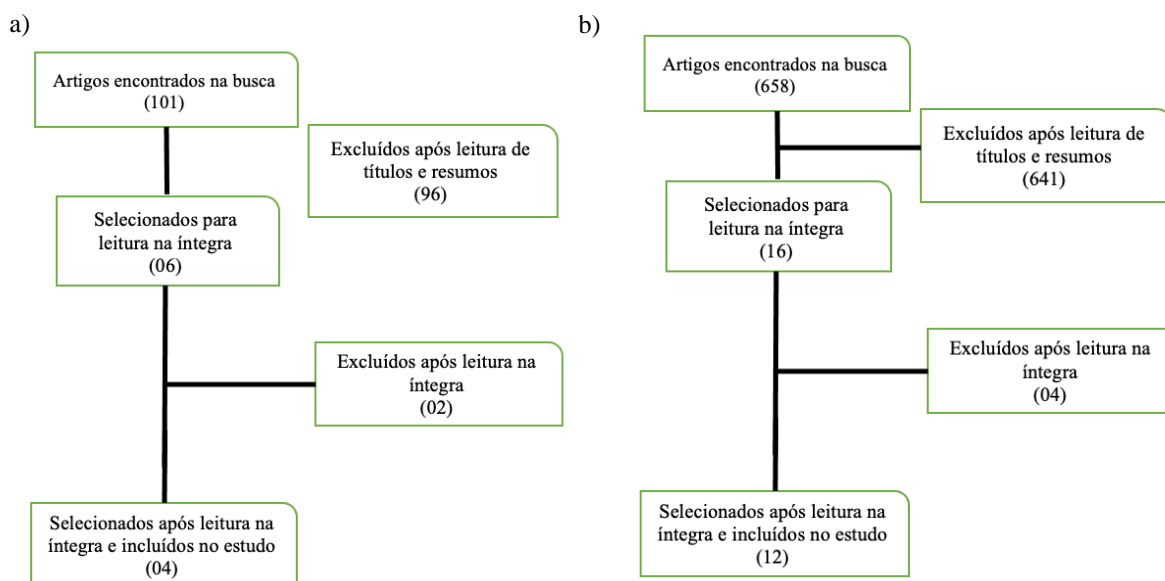 a)
Artigos encontrados na busca
(101)
Excluídos após leitura de
títulos e resumos
(96)
Selecionados para
leitura na íntegra
(06)
Excluídos após leitura na
íntegra
(02)
Selecionados após leitura na
íntegra e incluídos no estudo
(04)
b)
Artigos encontrados na busca
(658)
Excluídos após leitura de
títulos e resumos
(641)
Selecionados para
leitura na íntegra
(16)
Excluídos após leitura na
íntegra
(04)
Selecionados após leitura na
íntegra e incluídos no estudo
(12)